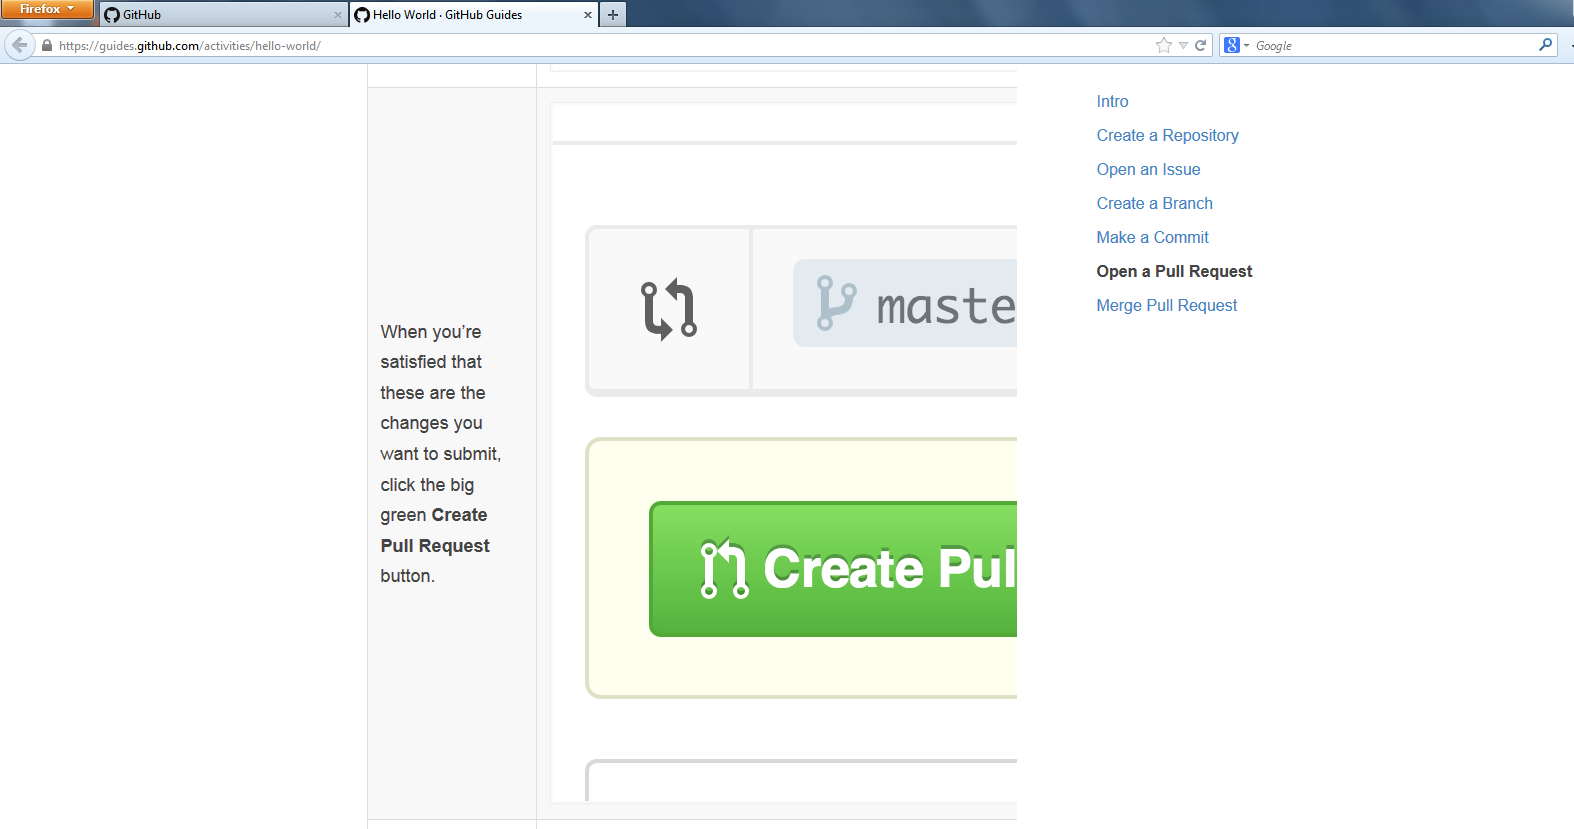 Firefox
GitHub
Hello World · GitHub Guides
https://guides.github.com/activities/hello-world/
Google
When you’re
satisfied that
these are the
changes you
want to submit,
click the big
green Create
Pull Request
button.
maste
Create Pul
Intro
Create a Repository
Open an Issue
Create a Branch
Make a Commit
Open a Pull Request
Merge Pull Request